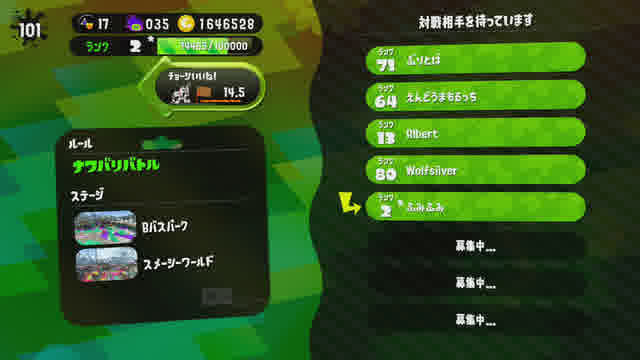 101
17
035
1646528
ランク 2
チョーシいいね!
14.5
ルール
ナワバリバトル
ステージ
Bバスパーク
スメーシーワールド
対戦相手を待っています
ランク 71 ぷりとば
ランク 64 えんどうまもるっち
ランク 13 Albert
ランク 80 Wolfsilver
ランク 2 ふみふみ
募集中...
募集中...
募集中...